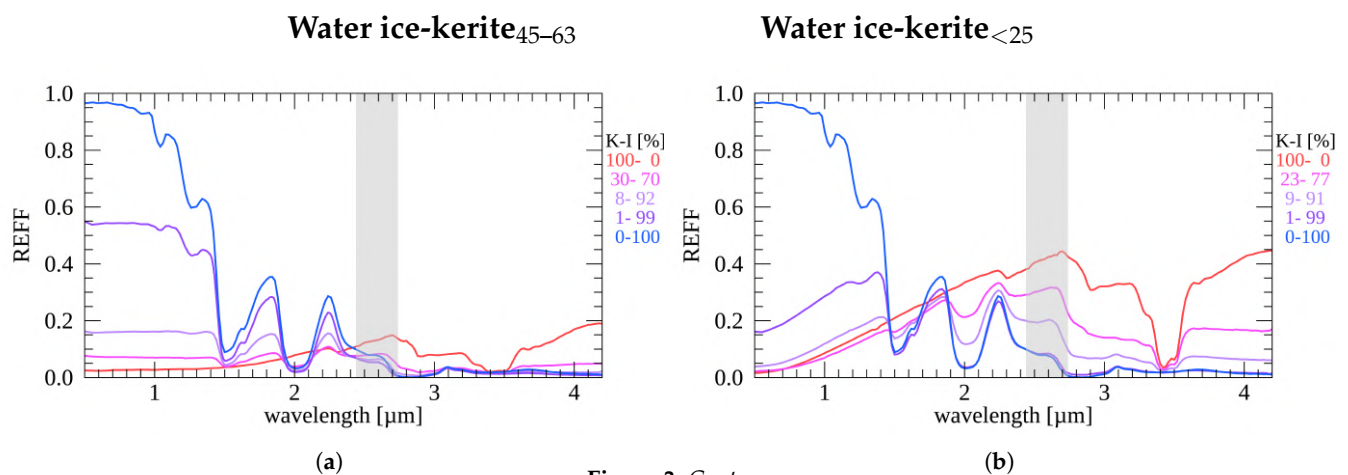 Water ice-kerite45–63
Water ice-kerite<25
1.0
0.8
0.6
0.4
0.2
0.0
REFF
1 2 3 4
wavelength [µm]
K-I [%]
100- 0
30- 70
8- 92
1- 99
0-100
(a)
1.0
0.8
0.6
0.4
0.2
0.0
REFF
1 2 3 4
wavelength [µm]
K-I [%]
100- 0
23- 77
9- 91
1- 99
0-100
(b)